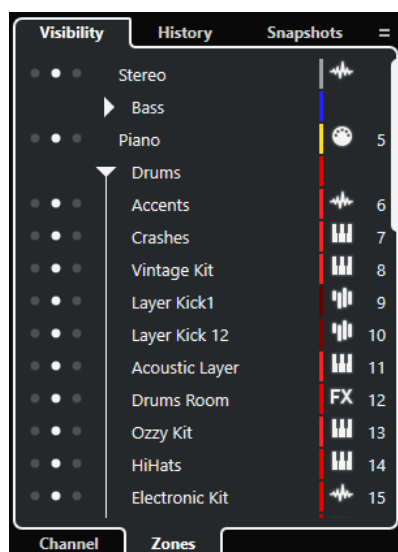 Visibility History Snapshots
Stereo
Bass
Piano 5
Drums
Accents 6
Crashes 7
Vintage Kit 8
Layer Kick1 9
Layer Kick 12 10
Acoustic Layer 11
Drums Room FX 12
Ozzy Kit 13
HiHats 14
Electronic Kit 15
Channel Zones